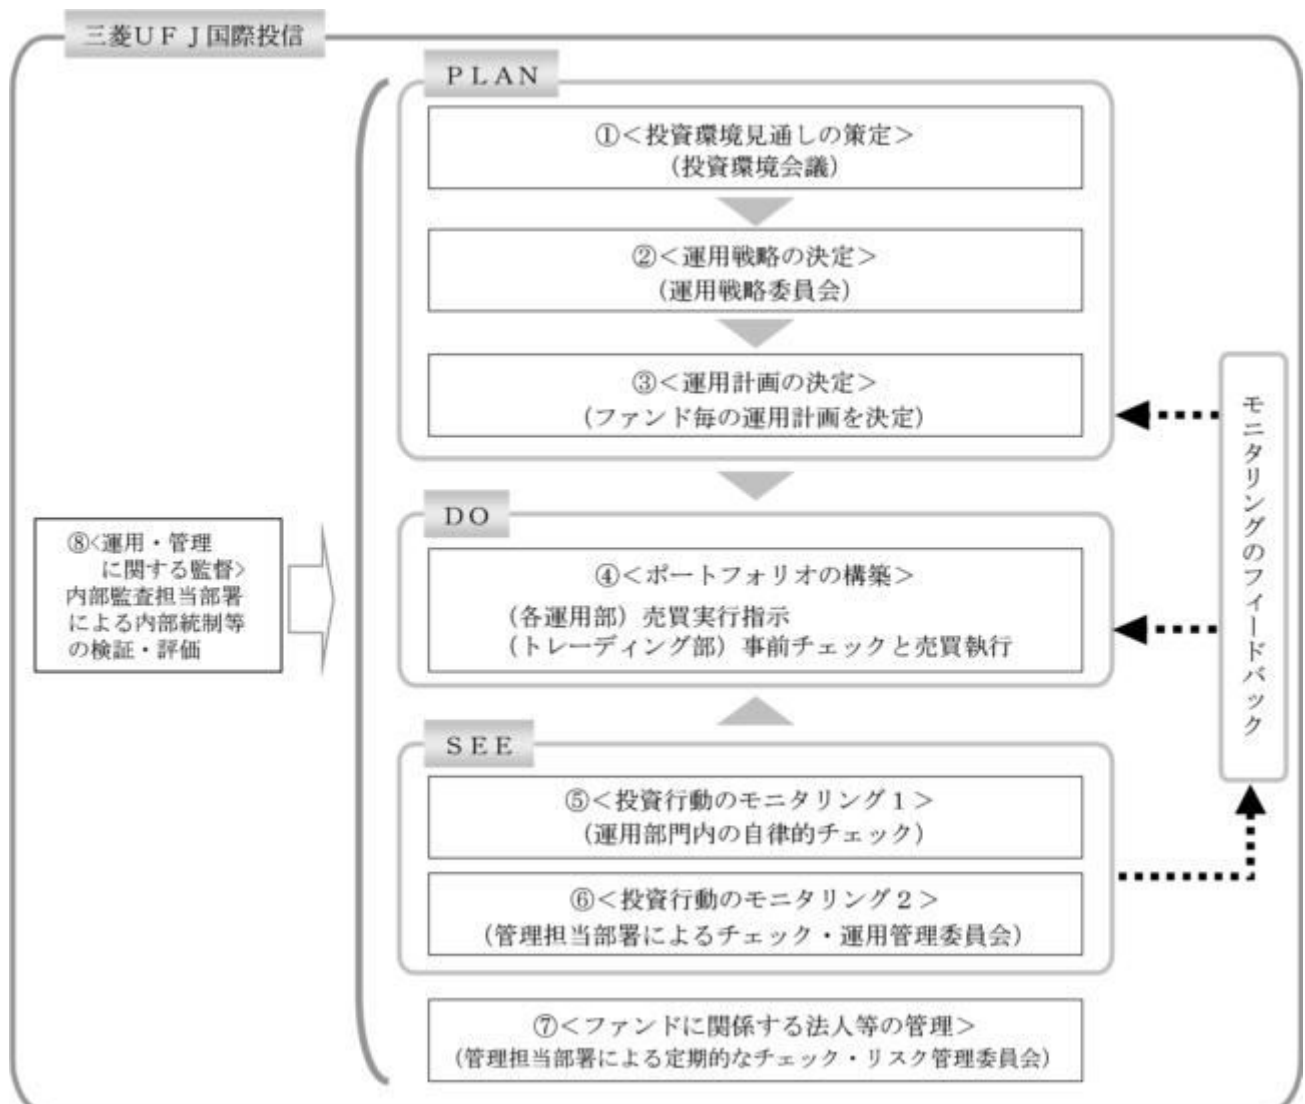 三菱ＵＦＪ国際投信
ＰＬＡＮ
①＜投資環境見通しの策定＞
（投資環境会議）
②＜運用戦略の決定＞
（運用戦略委員会）
③＜運用計画の決定＞
（ファンド毎の運用計画を決定）
ＤＯ
④＜ポートフォリオの構築＞
（各運用部）売買実行指示
（トレーディング部）事前チェックと売買執行
ＳＥＥ
⑤＜投資行動のモニタリング１＞
（運用部門内の自律的チェック）
⑥＜投資行動のモニタリング２＞
（管理担当部署によるチェック・運用管理委員会）
⑦＜ファンドに関係する法人等の管理＞
（管理担当部署による定期的なチェック・リスク管理委員会）
⑧<運用・管理
に関する監督>
内部監査担当部署
による内部統制等
の検証・評価
モニタリングのフィードバック